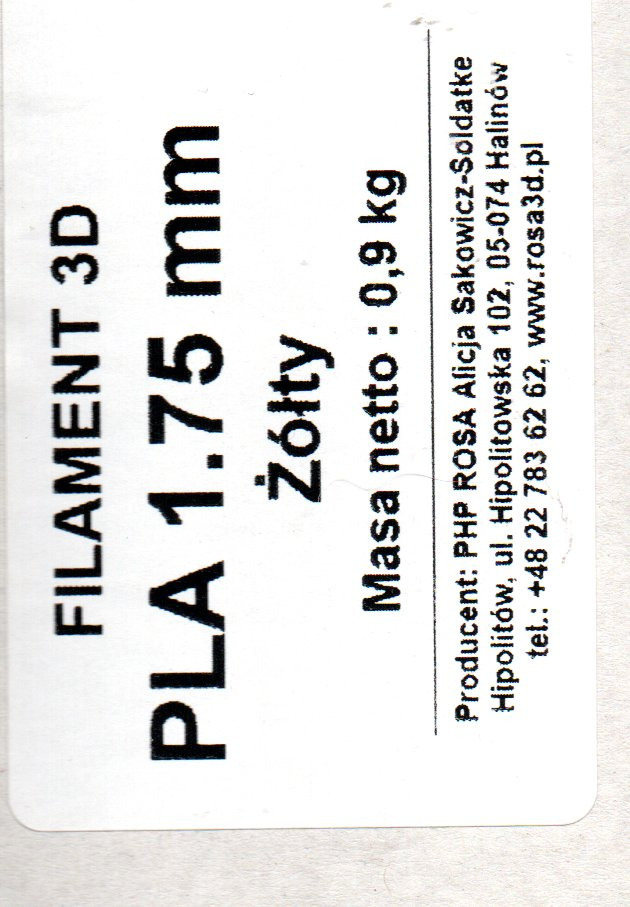 FILAMENT 3D
PLA 1.75 mm
Żółty
Masa netto : 0,9 kg
Producent: PHP ROSA Alicja Sakowicz-Soldatke
Hipolitów, ul. Hipolitowska 102, 05-074 Halinów
tel.: +48 22 783 62 62, www.rosa3d.pl